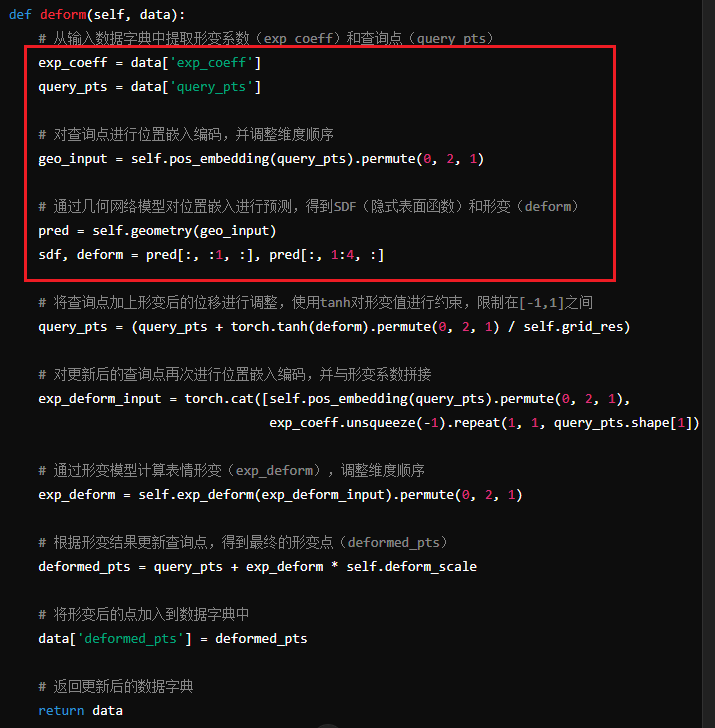 def deform(self, data):
# 从输入数据字典中提取形变系数（exp_coeff）和查询点（query_pts）
exp_coeff = data['exp_coeff']
query_pts = data['query_pts']
# 对查询点进行位置嵌入编码，并调整维度顺序
geo_input = self.pos_embedding(query_pts).permute(0, 2, 1)
# 通过几何网络模型对位置嵌入进行预测，得到SDF（隐式表面函数）和形变（deform）
pred = self.geometry(geo_input)
sdf, deform = pred[:, :1, :], pred[:, 1:4, :]
# 将查询点加上形变后的位移进行调整，使用tanh对形变值进行约束，限制在[-1,1]之间
query_pts = (query_pts + torch.tanh(deform).permute(0, 2, 1) / self.grid_res)
# 对更新后的查询点再次进行位置嵌入编码，并与形变系数拼接
exp_deform_input = torch.cat([self.pos_embedding(query_pts).permute(0, 2, 1),
exp_coeff.unsqueeze(-1).repeat(1, 1, query_pts.shape[1])
# 通过形变模型计算表情形变（exp_deform），调整维度顺序
exp_deform = self.exp_deform(exp_deform_input).permute(0, 2, 1)
# 根据形变结果更新查询点，得到最终的形变点（deformed_pts）
deformed_pts = query_pts + exp_deform * self.deform_scale
# 将形变后的点加入到数据字典中
data['deformed_pts'] = deformed_pts
# 返回更新后的数据字典
return data